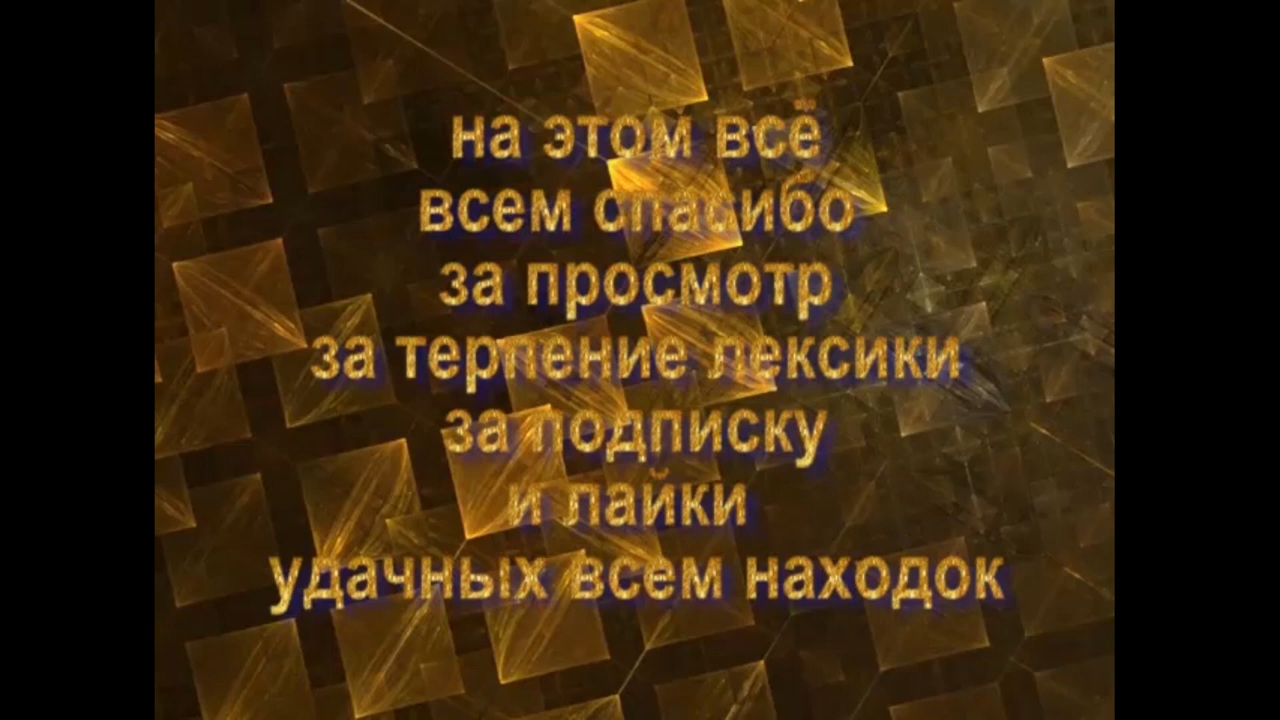 на этом всё
всем спасибо
за просмотр
за терпение лексики
за подписку
и лайки
удачных всем находок